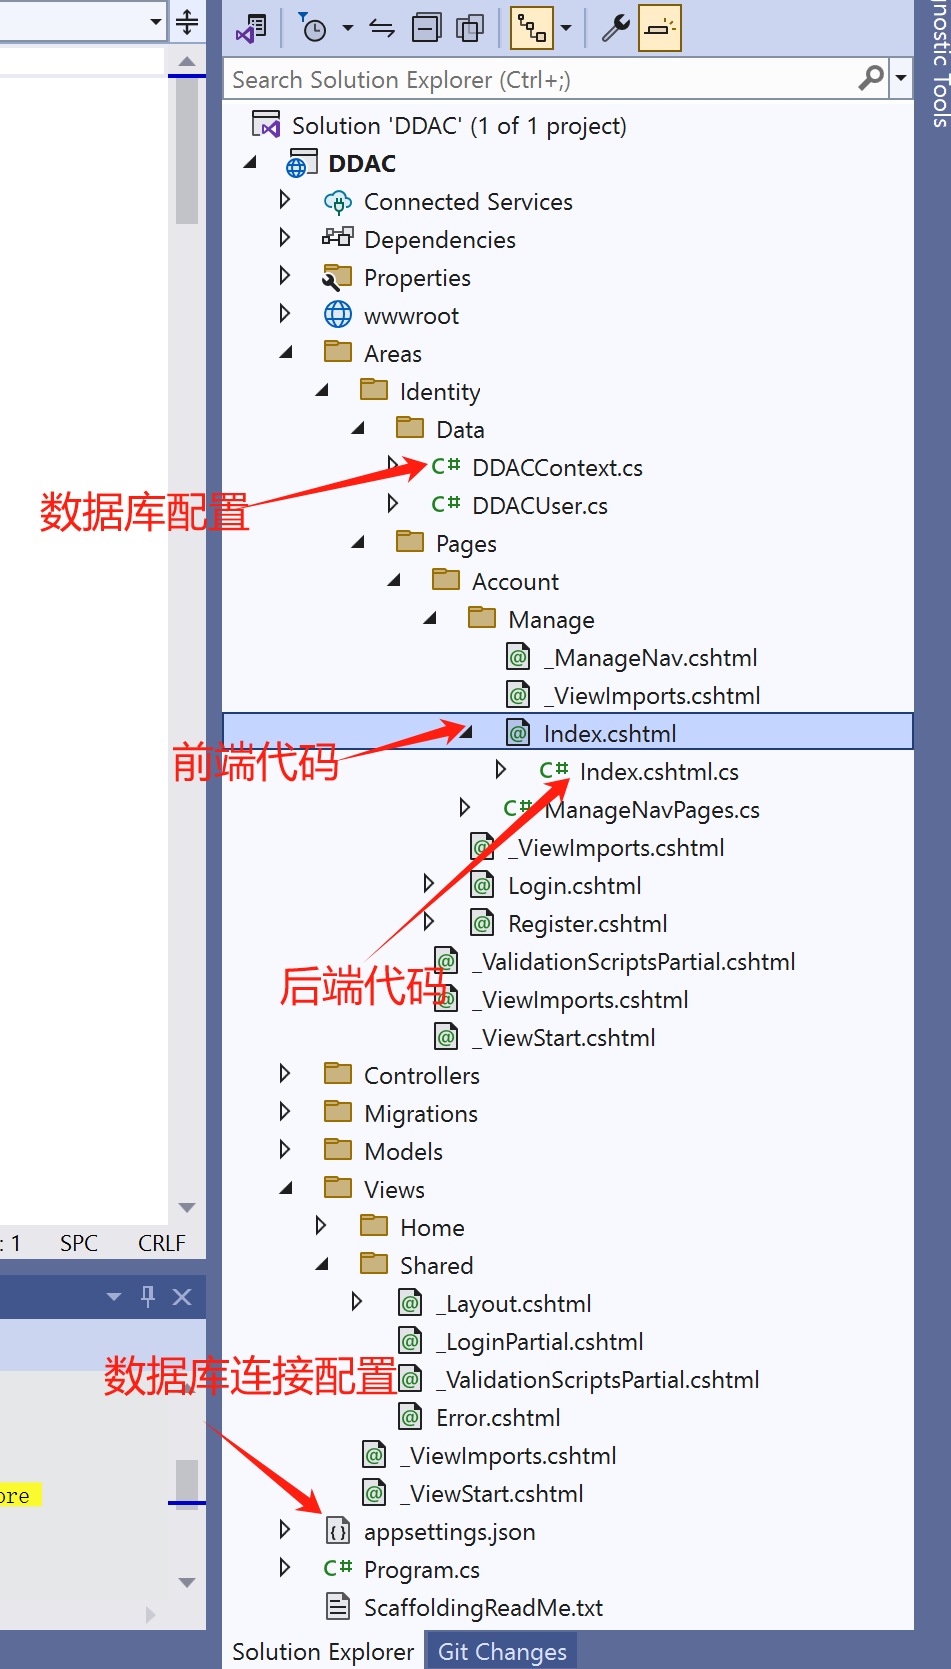 Search Solution Explorer (Ctrl+;)
Solution 'DDAC' (1 of 1 project)
DDAC
Connected Services
Dependencies
Properties
wwwroot
Areas
Identity
Data
C# DDACContext.cs
数据库配置
C# DDACUser.cs
Pages
Account
Manage
_ManageNav.cshtml
_ViewImports.cshtml
Index.cshtml
前端代码
C# Index.cshtml.cs
C# ManageNavPages.cs
_ViewImports.cshtml
Login.cshtml
Register.cshtml
_ValidationScriptsPartial.cshtml
后端代码
_ViewImports.cshtml
_ViewStart.cshtml
Controllers
Migrations
Models
Views
Home
: 1 SPC CRLF
Shared
_Layout.cshtml
_LoginPartial.cshtml
数据库连接配置
_ValidationScriptsPartial.cshtml
Error.cshtml
_ViewImports.cshtml
ore
_ViewStart.cshtml
appsettings.json
C# Program.cs
ScaffoldingReadMe.txt
Solution Explorer
Git Changes
gnostic Tools